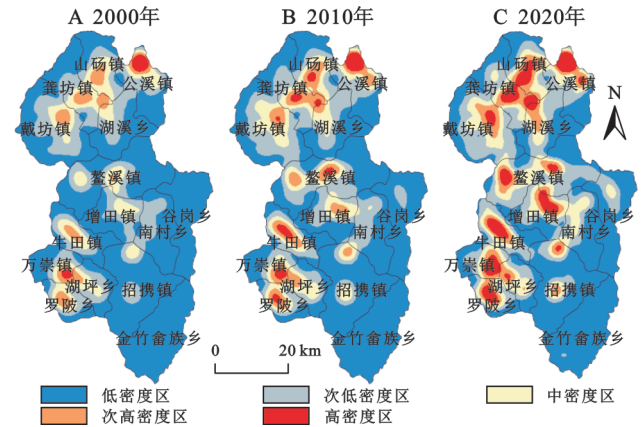 A 2000年
B 2010年
C 2020年
山砀镇
龚坊镇
公溪镇
戴坊镇
湖溪乡
鳌溪镇
增田镇
谷岗乡
南村乡
牛田镇
万崇镇
湖坪乡
招携镇
罗陂乡
金竹畲族乡
山砀镇
龚坊镇
公溪镇
戴坊镇
湖溪乡
鳌溪镇
增田镇
谷岗乡
南村乡
牛田镇
万崇镇
湖坪乡
招携镇
罗陂乡
金竹畲族乡
山砀镇
龚坊镇
公溪镇
戴坊镇
湖溪乡
鳌溪镇
增田镇
谷岗乡
南村乡
牛田镇
万崇镇
湖坪乡
招携镇
罗陂乡
金竹畲族乡
N
0 20 km
低密度区
次低密度区
中密度区
次高密度区
高密度区